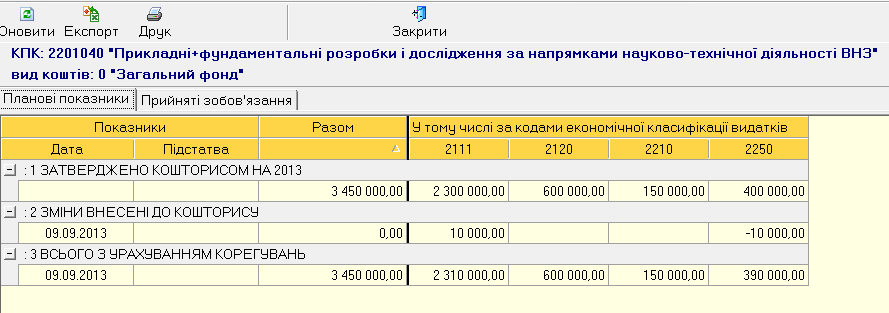 Оновити Експорт Друк Закрити
КПК: 2201040 "Прикладні+фундаментальні розробки і дослідження за напрямками науково-технічної діяльності ВНЗ"
вид коштів: 0 "Загальний фонд"
Планові показники Прийняті зобов'язання
Показники Разом У тому числі за кодами економічної класифікації видатків
Дата Підстатва 2111 2120 2210 2250
: 1 ЗАТВЕРДЖЕНО КОШТОРИСОМ НА 2013
3 450 000,00 2 300 000,00 600 000,00 150 000,00 400 000,00
: 2 ЗМІНИ ВНЕСЕНІ ДО КОШТОРИСУ
09.09.2013 0,00 10 000,00 -10 000,00
: 3 ВСЬОГО З УРАХУВАННЯМ КОРЕГУВАНЬ
09.09.2013 3 450 000,00 2 310 000,00 600 000,00 150 000,00 390 000,00